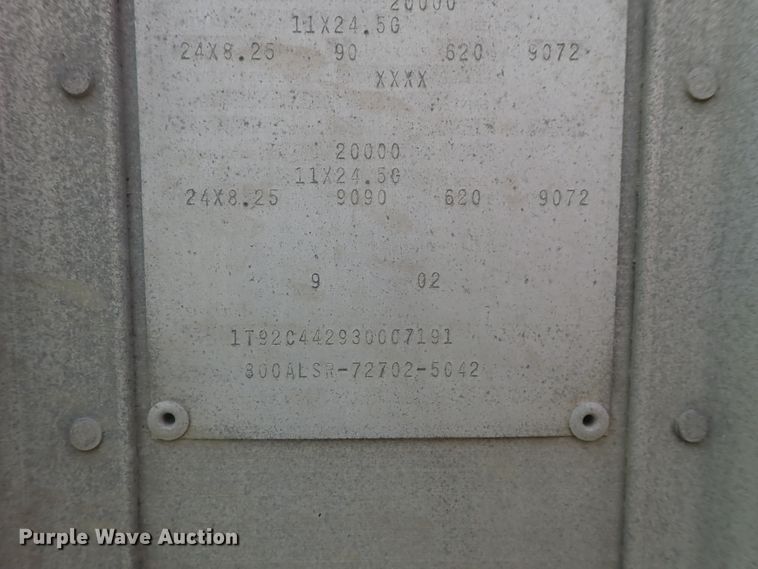 20000
11X24.5G
24X8.25 90 620 9072
XXXX
20000
11X24.5G
24X8.25 9090 620 9072
9 02
1T92C4429300C7191
800ALSR-72702-5042
Purple Wave Auction